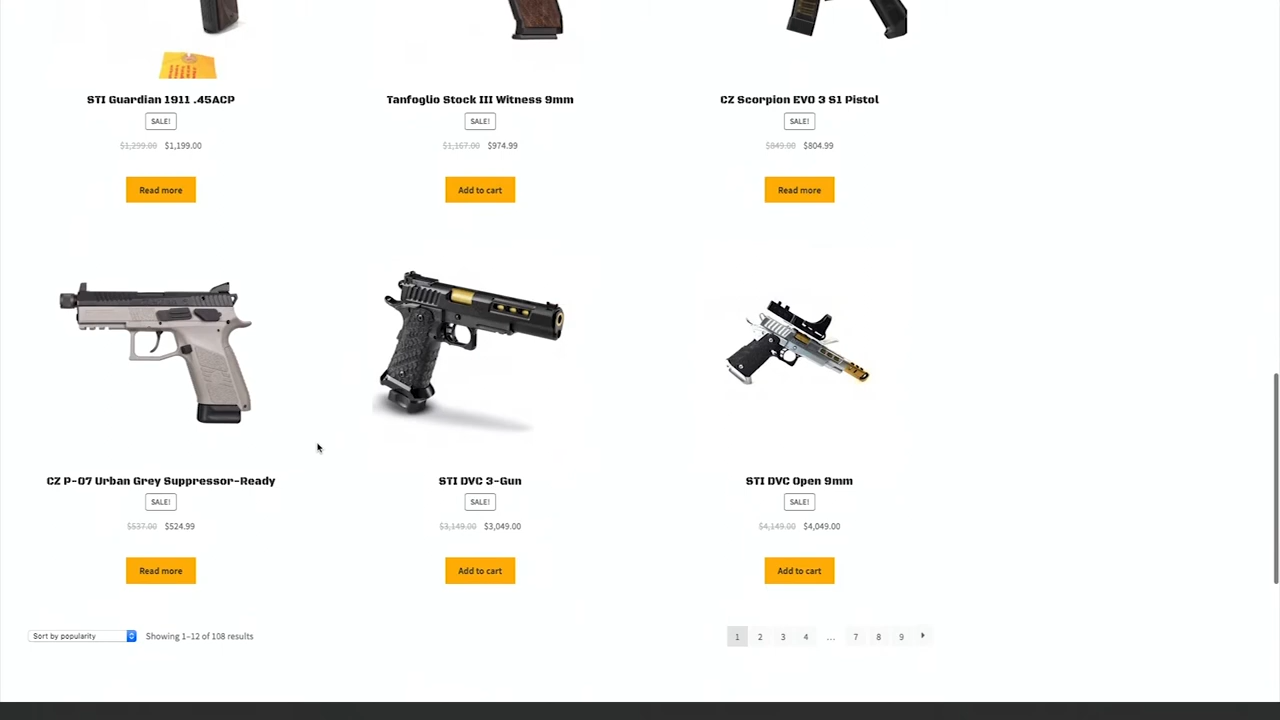 STI Guardian 1911 .45ACP
SALE!
$1,299.00 $1,199.00
Read more
Tanfoglio Stock III Witness 9mm
SALE!
$1,167.00 $974.99
Add to cart
CZ Scorpion EVO 3 S1 Pistol
SALE!
$849.00 $804.99
Read more
CZ P-07 Urban Grey Suppressor-Ready
SALE!
$537.00 $524.99
Read more
STI DVC 3-Gun
SALE!
$3,149.00 $3,049.00
Add to cart
STI DVC Open 9mm
SALE!
$4,149.00 $4,049.00
Add to cart
Sort by popularity
Showing 1–12 of 108 results
1 2 3 4 … 7 8 9